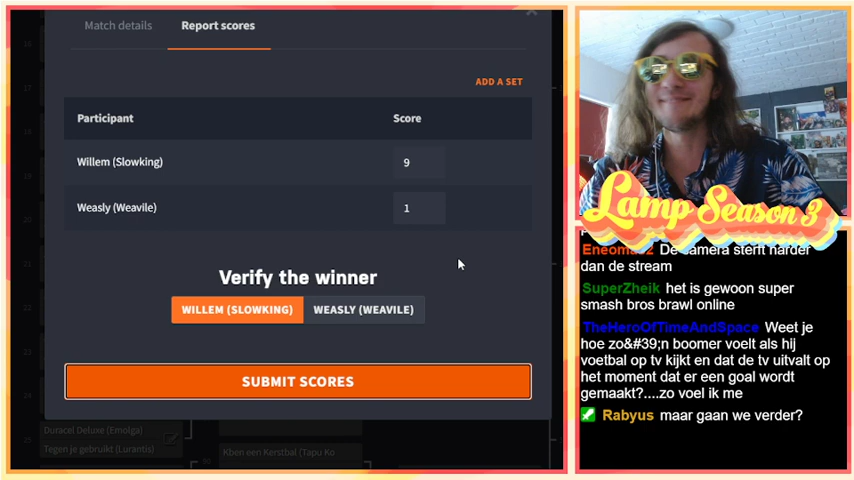 Match details
Report scores
ADD A SET
Participant
Score
Willem (Slowking)
9
Weasly (Weavile)
1
Verify the winner
WILLEM (SLOWKING)
WEASLY (WEAVILE)
SUBMIT SCORES
Duracel Deluxe (Emolga)
Tegen je gebruikt (Lurantis)
Kben een Kerstbal (Tapu Ko
Lamp Season 3
De camera sterft harder
dan de stream
SuperZheik het is gewoon super
smash bros brawl online
TheHeroOfTimeAndSpace Weet je
hoe zo&#39;n boomer voelt als hij
voetbal op tv kijkt en dat de tv uitvalt op
het moment dat er een goal wordt
gemaakt?....zo voel ik me
Rabyus maar gaan we verder?